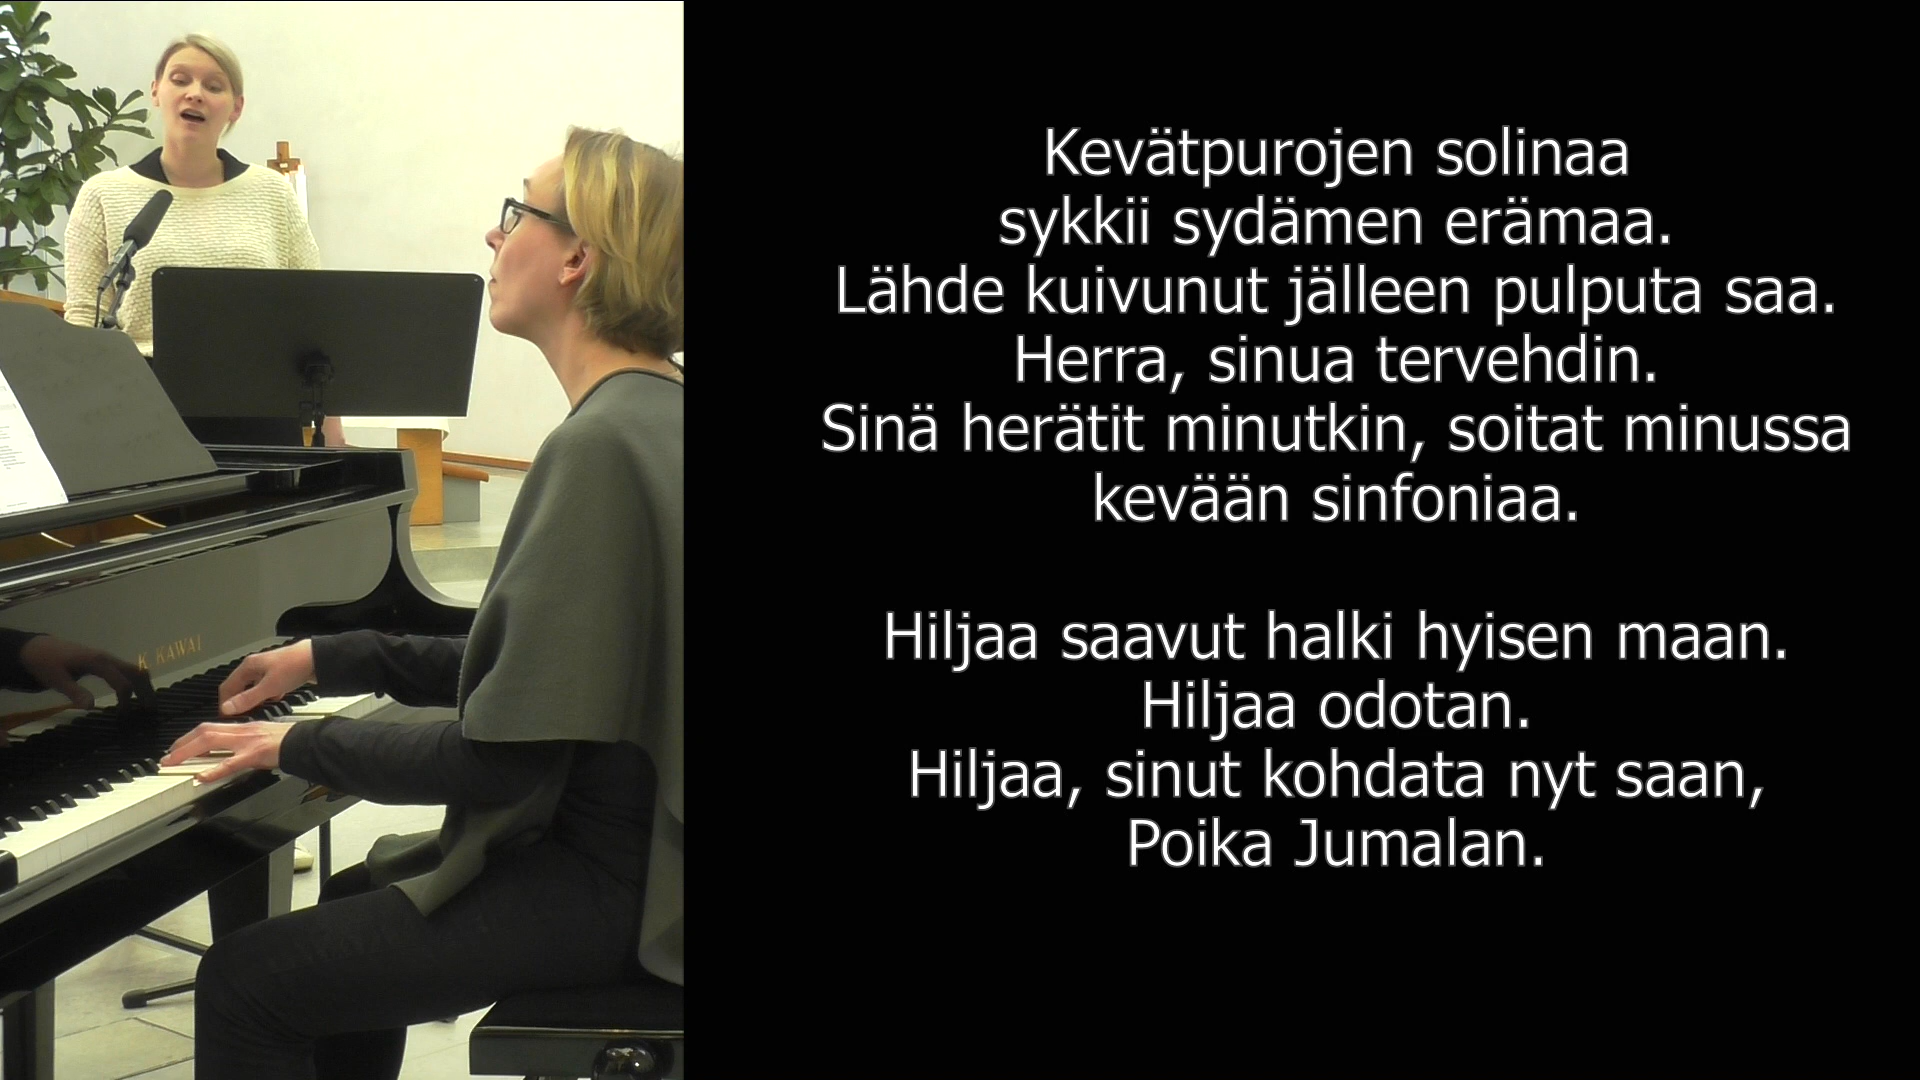 Kevätpurojen solinaa
sykkii sydämen erämaa.
Lähde kuivunut jälleen pulputa saa.
Herra, sinua tervehdin.
Sinä herätit minutkin, soitat minussa
kevään sinfoniaa.
Hiljaa saavut halki hyisen maan.
Hiljaa odotan.
Hiljaa, sinut kohdata nyt saan,
Poika Jumalan.
K KAWAI